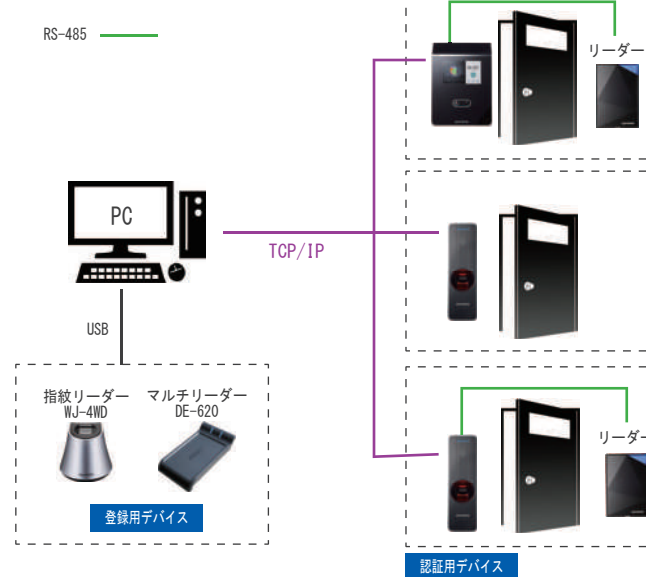 RS-485
リーダー
PC
TCP/IP
USB
指紋リーダー
WJ-4WD
マルチリーダー
DE-620
リーダー
登録用デバイス
認証用デバイス